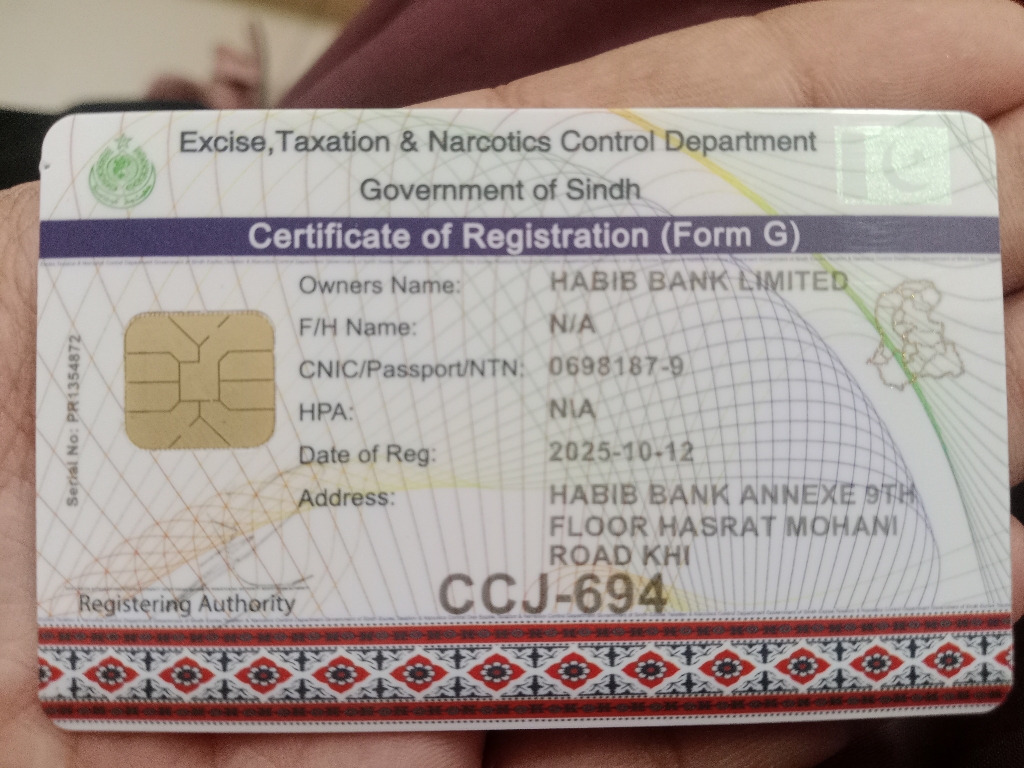 Excise,Taxation & Narcotics Control Department
Government of Sindh
Certificate of Registration (Form G)
Owners Name: HABIB BANK LIMITED
F/H Name: N/A
CNIC/Passport/NTN: 0698187-9
HPA: N\A
Date of Reg: 2025-10-12
Address: HABIB BANK ANNEXE 9TH
FLOOR HASRAT MOHANI
ROAD KHI
CCJ-694
Registering Authority
Serial No: PR1354872